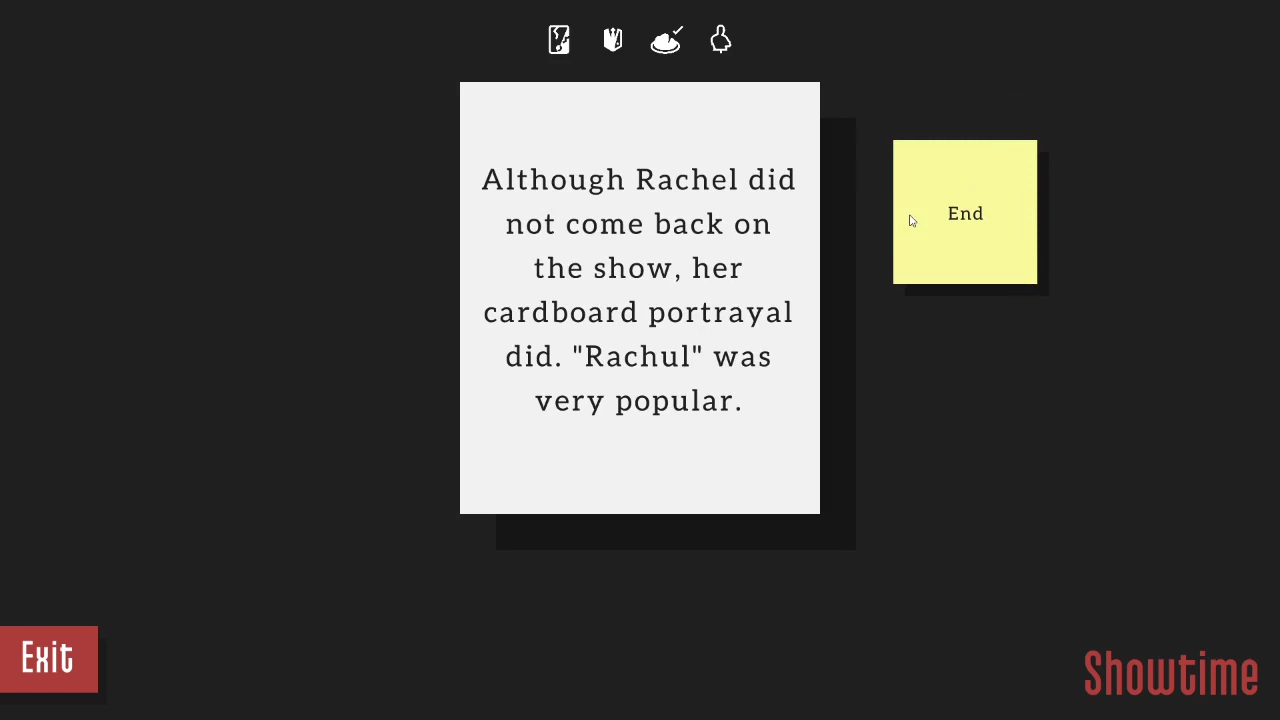 Although Rachel did
not come back on
the show, her
cardboard portrayal
did. "Rachul" was
very popular.
End
Exit
Showtime